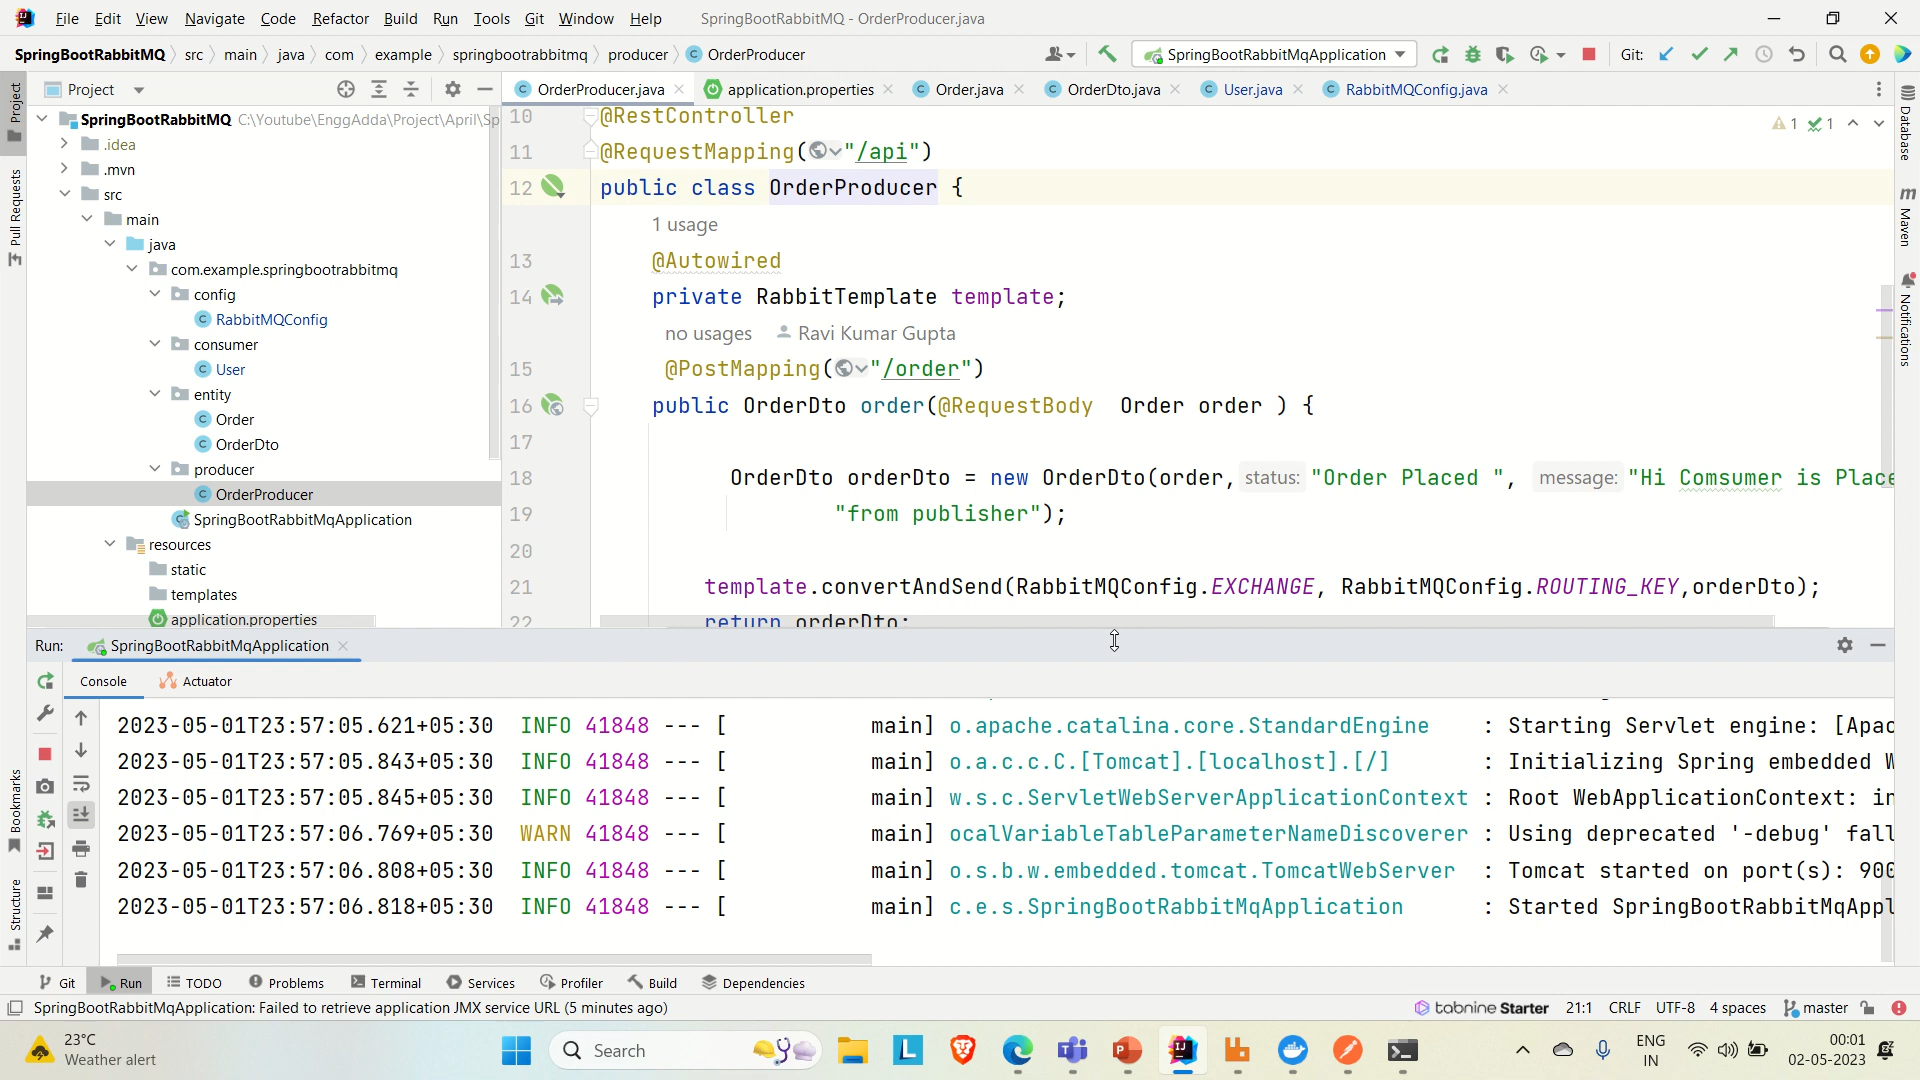 File Edit View Navigate Code Refactor Build Run Tools Git Window Help SpringBootRabbitMQ - OrderProducer.java
SpringBootRabbitMQ src main java com example springbootrabbitmq producer OrderProducer SpringBootRabbitMqApplication Git:
Project OrderProducer.java application.properties Order.java OrderDto.java User.java RabbitMQConfig.java
SpringBootRabbitMQ C:\Youtube\EnggAdda\Project\April\Sp
.idea
.mvn
src
main
java
com.example.springbootrabbitmq
config
RabbitMQConfig
consumer
User
entity
Order
OrderDto
producer
OrderProducer
SpringBootRabbitMqApplication
resources
static
templates
application.properties
Project
Pull Requests
Bookmarks
Structure
10 @RestController
11 @RequestMapping("/api")
12 public class OrderProducer {
1 usage
13 @Autowired
14 private RabbitTemplate template;
no usages Ravi Kumar Gupta
15 @PostMapping("/order")
16 public OrderDto order(@RequestBody Order order ) {
17
18 OrderDto orderDto = new OrderDto(order, status: "Order Placed ", message: "Hi Comsumer is Place
19 "from publisher");
20
21 template.convertAndSend(RabbitMQConfig.EXCHANGE, RabbitMQConfig.ROUTING_KEY,orderDto);
22 return orderDto;
1 1
Database
Maven
Notifications
Run: SpringBootRabbitMqApplication
Console Actuator
2023-05-01T23:57:05.621+05:30 INFO 41848 --- [ main] o.apache.catalina.core.StandardEngine : Starting Servlet engine: [Apac
2023-05-01T23:57:05.843+05:30 INFO 41848 --- [ main] o.a.c.c.C.[Tomcat].[localhost].[/] : Initializing Spring embedded W
2023-05-01T23:57:05.845+05:30 INFO 41848 --- [ main] w.s.c.ServletWebServerApplicationContext : Root WebApplicationContext: in
2023-05-01T23:57:06.769+05:30 WARN 41848 --- [ main] ocalVariableTableParameterNameDiscoverer : Using deprecated '-debug' fall
2023-05-01T23:57:06.808+05:30 INFO 41848 --- [ main] o.s.b.w.embedded.tomcat.TomcatWebServer : Tomcat started on port(s): 900
2023-05-01T23:57:06.818+05:30 INFO 41848 --- [ main] c.e.s.SpringBootRabbitMqApplication : Started SpringBootRabbitMqAppl
Git Run TODO Problems Terminal Services Profiler Build Dependencies
SpringBootRabbitMqApplication: Failed to retrieve application JMX service URL (5 minutes ago) tabnine Starter 21:1 CRLF UTF-8 4 spaces master
23°C
Weather alert
Search
ENG
IN
00:01
02-05-2023